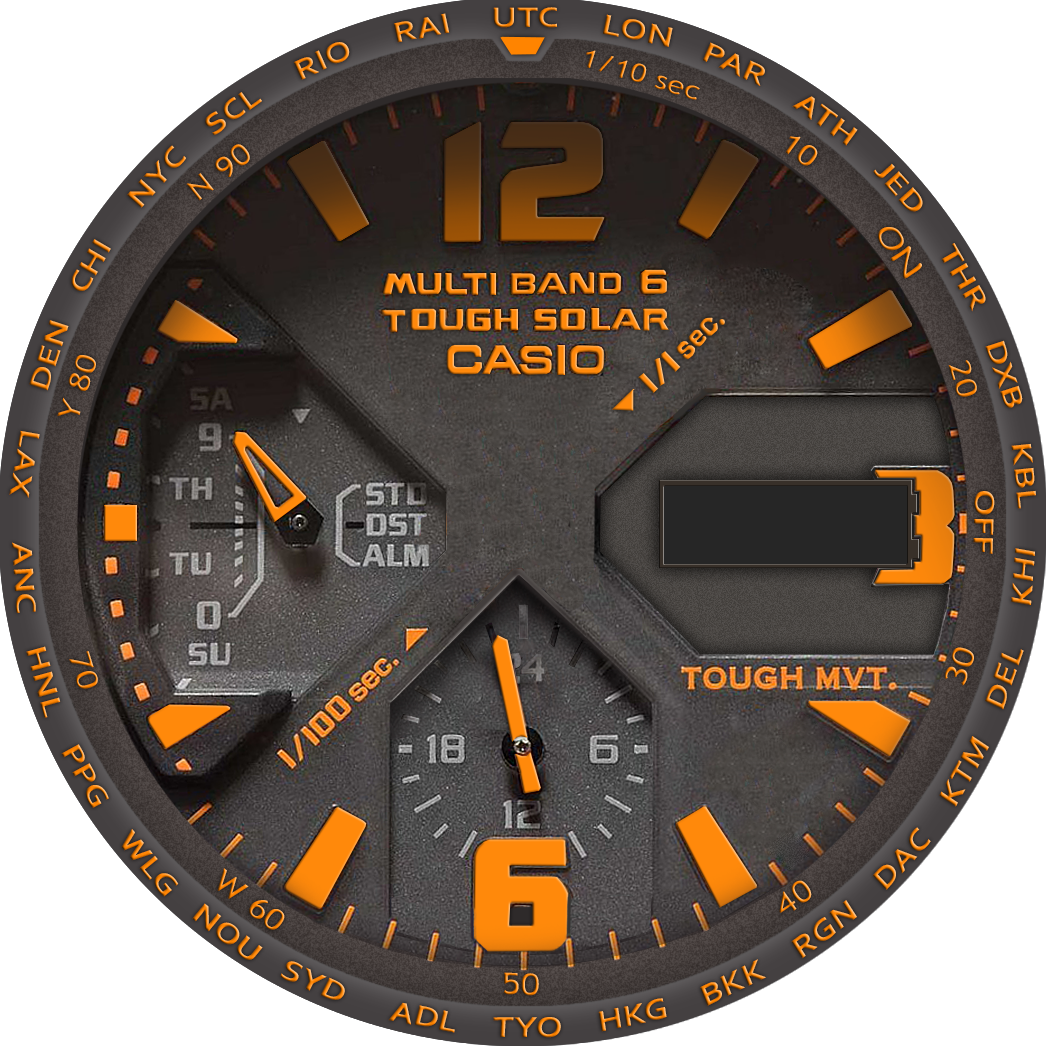 UTC
LON
PAR
ATH
JED
THR
DXB
KBL
KHI
DEL
KTM
DAC
RGN
BKK
HKG
TYO
ADL
SYD
NOU
WLG
PPG
HNL
ANC
LAX
DEN
CHI
NYC
SCL
RIO
RAI
1/10 sec
10
ON
20
OFF
30
40
50
W 60
70
Y 80
N 90
12
MULTI BAND 6
TOUGH SOLAR
CASIO
1/1 sec.
SA
9
TH
TU
0
SU
STD
DST
ALM
3
TOUGH MVT.
1/100 sec.
24
18
6
12
6